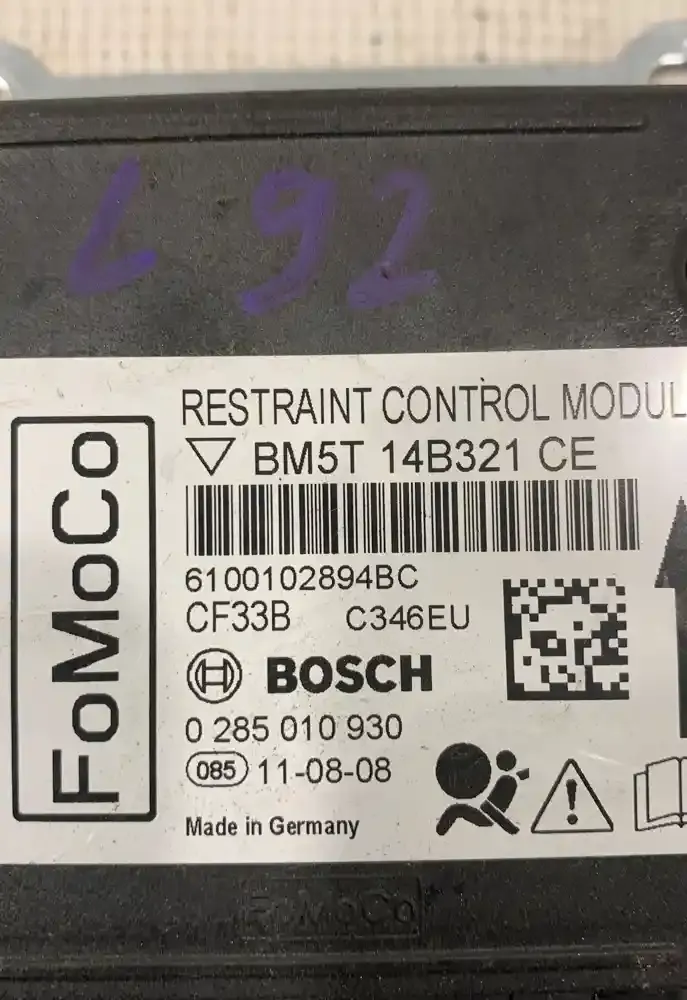 L 92
RESTRAINT CONTROL MODUL
BM5T 14B321 CE
FoMoCo
6100102894BC
CF33B C346EU
BOSCH
0 285 010 930
085 11-08-08
Made in Germany
FoMoCo